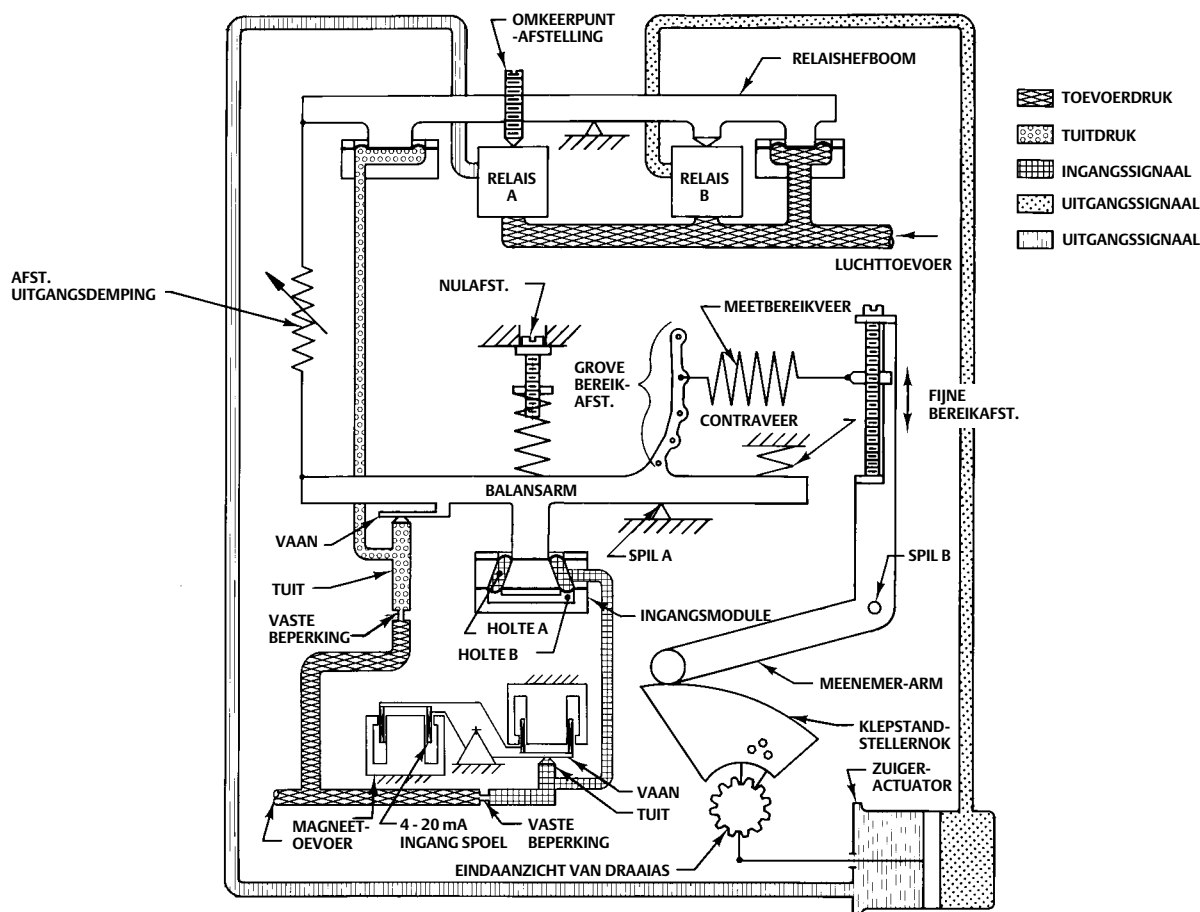 OMKEERPUNT
-AFSTELLING
RELAISHEFBOOM
TOEVOERDRUK
TUITDRUK
INGANGSSIGNAAL
UITGANGSSIGNAAL
UITGANGSSIGNAAL
RELAIS
A
RELAIS
B
LUCHTTOEVOER
AFST.
UITGANGSDEMPING
NULAFST.
MEETBEREIKVEER
GROVE
BEREIK-
AFST.
CONTRAVEER
FIJNE
BEREIKAFST.
BALANSARM
VAAN
SPIL A
SPIL B
TUIT
INGANGSMODULE
VASTE
BEPERKING
HOLTE A
HOLTE B
MEENEMER-ARM
KLEPSTAND-
STELLERNOK
ZUIGER-
ACTUATOR
VAAN
TUIT
MAGNEET-
OEVOER
4 - 20 mA
INGANG SPOEL
VASTE
BEPERKING
EINDAANZICHT VAN DRAAIAS